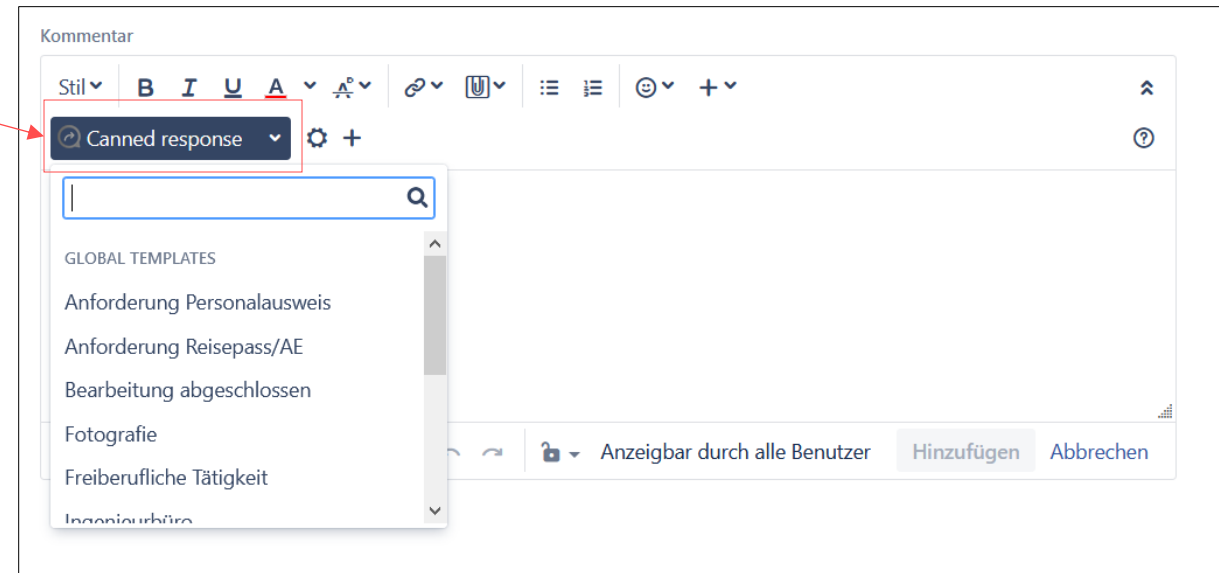 Kommentar
Stil B I U A
Canned response
GLOBAL TEMPLATES
Anforderung Personalausweis
Anforderung Reisepass/AE
Bearbeitung abgeschlossen
Fotografie
Anzeigbar durch alle Benutzer Hinzufügen Abbrechen
Freiberufliche Tätigkeit
Ingenieurbüro